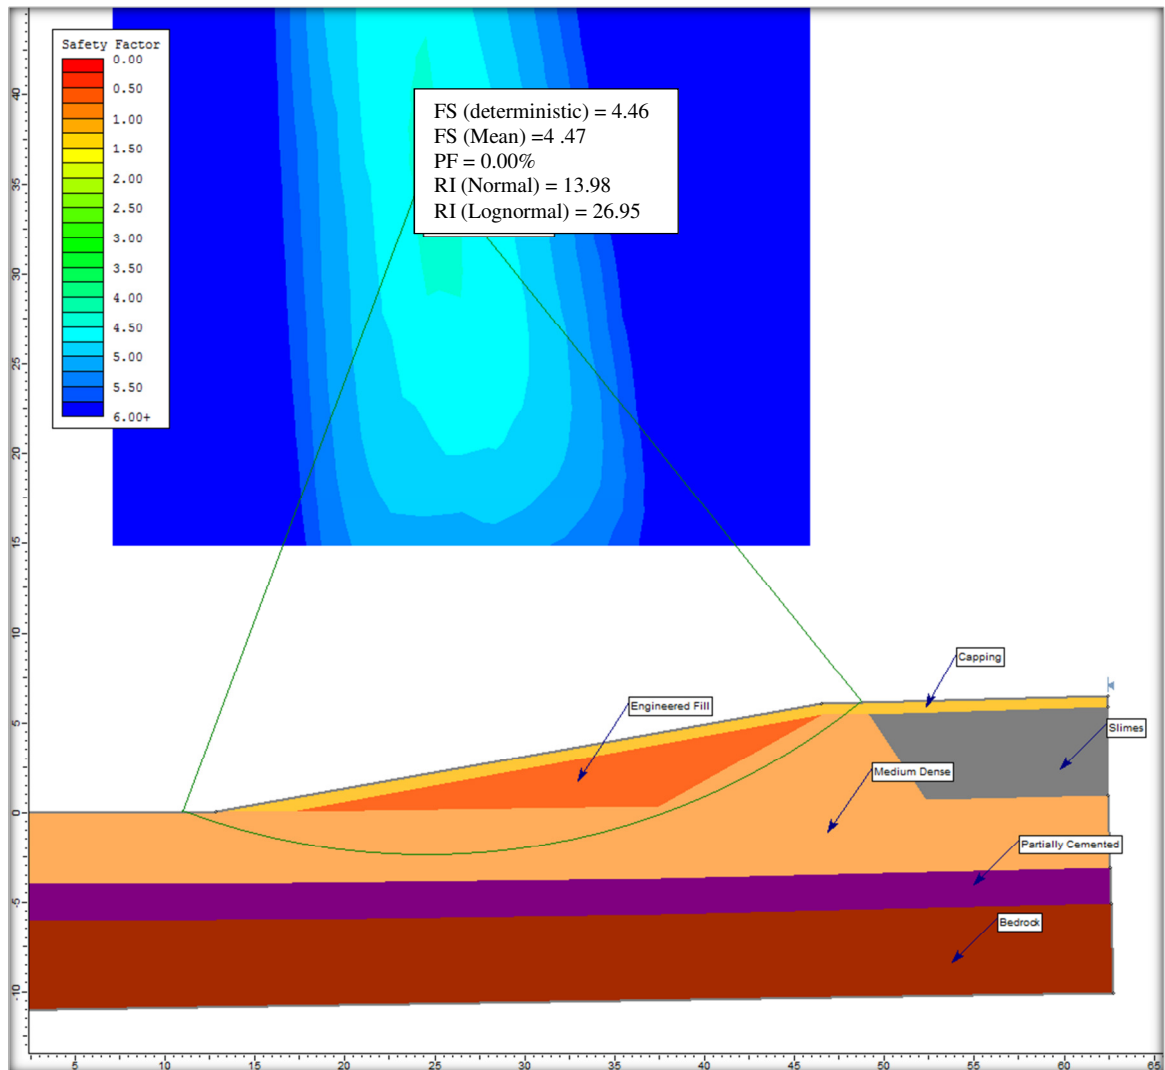 Safety Factor
0.00
0.50
1.00
1.50
2.00
2.50
3.00
3.50
4.00
4.50
5.00
5.50
6.00+
FS (deterministic) = 4.46
FS (Mean) =4 .47
PF = 0.00%
RI (Normal) = 13.98
RI (Lognormal) = 26.95
40
35
30
25
20
15
10
5
0
-5
-10
Capping
Engineered Fill
Slimes
Medium Dense
Partially Cemented
Bedrock
5 10 15 20 25 30 35 40 45 50 55 60 65